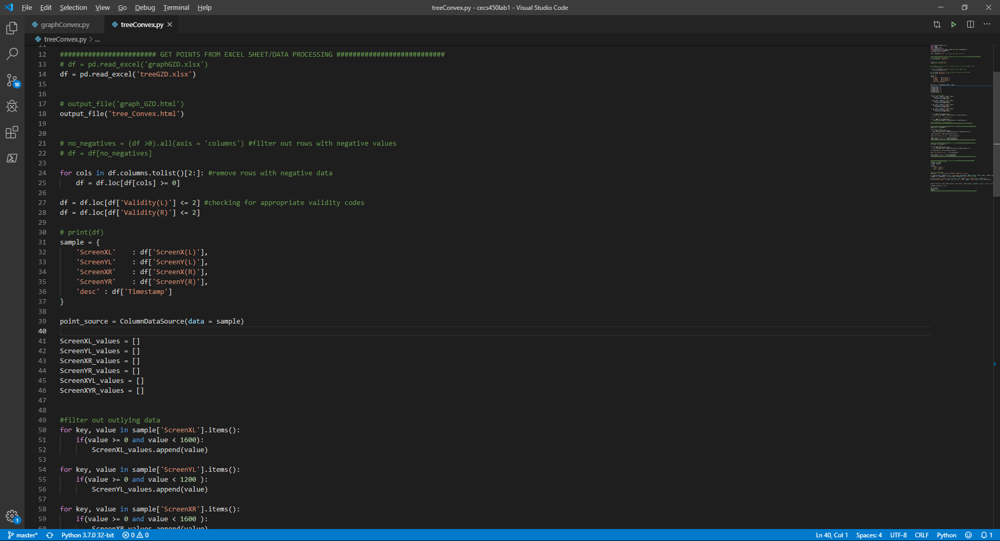 File Edit Selection View Go Debug Terminal Help
treeConvex.py - cecs450lab1 - Visual Studio Code
graphConvex.py
treeConvex.py
treeConvex.py > ...
11
12 ######################## GET POINTS FROM EXCEL SHEET/DATA PROCESSING ###########################
13 # df = pd.read_excel('graphGZD.xlsx')
14 df = pd.read_excel('treeGZD.xlsx')
15
16
17 # output_file('graph_GZD.html')
18 output_file('tree_Convex.html')
19
20
21 # no_negatives = (df >0).all(axis = 'columns') #filter out rows with negative values
22 # df = df[no_negatives]
23
24 for cols in df.columns.tolist()[2:]: #remove rows with negative data
25     df = df.loc[df[cols] >= 0]
26
27 df = df.loc[df['Validity(L)'] <= 2] #checking for appropriate validity codes
28 df = df.loc[df['Validity(R)'] <= 2]
29
30 # print(df)
31 sample = {
32     'ScreenXL'    : df['ScreenX(L)'],
33     'ScreenYL'    : df['ScreenY(L)'],
34     'ScreenXR'    : df['ScreenX(R)'],
35     'ScreenYR'    : df['ScreenY(R)'],
36     'desc' : df['Timestamp']
37 }
38
39 point_source = ColumnDataSource(data = sample)
40
41 ScreenXL_values = []
42 ScreenYL_values = []
43 ScreenXR_values = []
44 ScreenYR_values = []
45 ScreenXYL_values = []
46 ScreenXYR_values = []
47
48
49 #filter out outlying data
50 for key, value in sample['ScreenXL'].items():
51     if(value >= 0 and value < 1600):
52         ScreenXL_values.append(value)
53
54 for key, value in sample['ScreenYL'].items():
55     if(value >= 0 and value < 1200 ):
56         ScreenYL_values.append(value)
57
58 for key, value in sample['ScreenXR'].items():
59     if(value >= 0 and value < 1600 ):
60         ScreenXR_values.append(value)
10
1
master* Python 3.7.0 32-bit 0 0 Ln 40, Col 1 Spaces: 4 UTF-8 CRLF Python 1